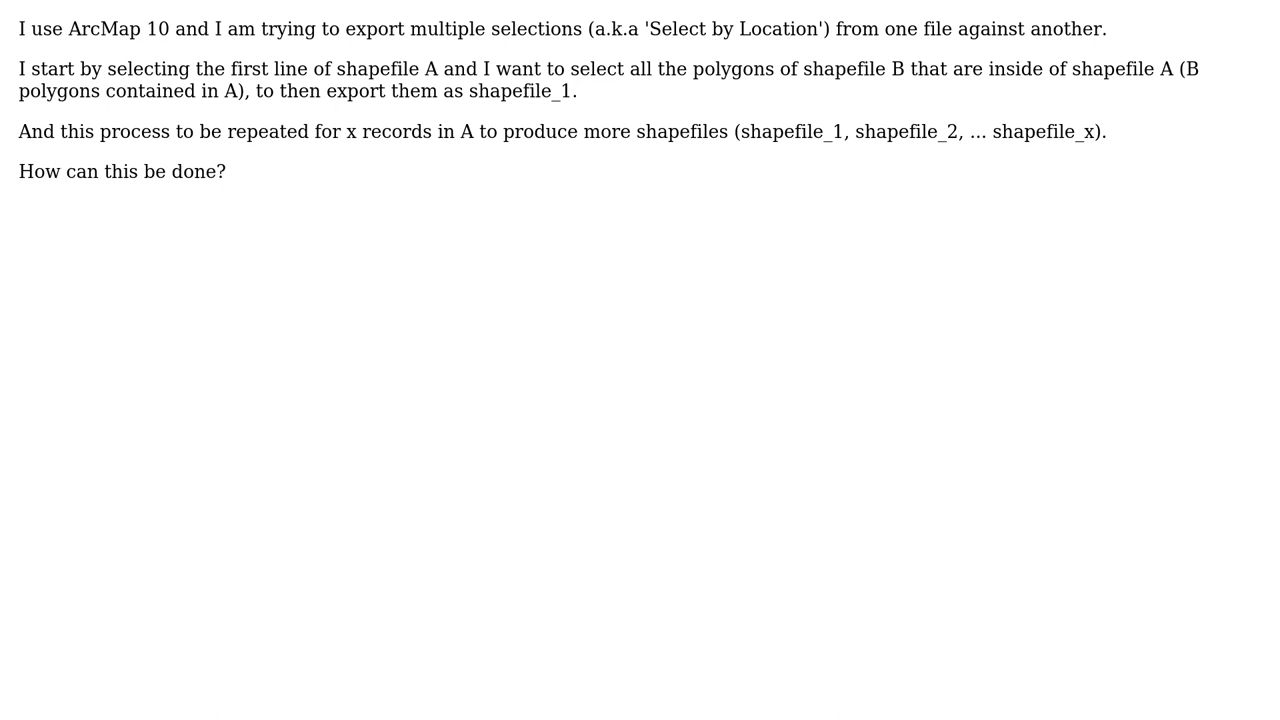 I use ArcMap 10 and I am trying to export multiple selections (a.k.a 'Select by Location') from one file against another.
I start by selecting the first line of shapefile A and I want to select all the polygons of shapefile B that are inside of shapefile A (B
polygons contained in A), to then export them as shapefile_1.
And this process to be repeated for x records in A to produce more shapefiles (shapefile_1, shapefile_2, ... shapefile_x).
How can this be done?